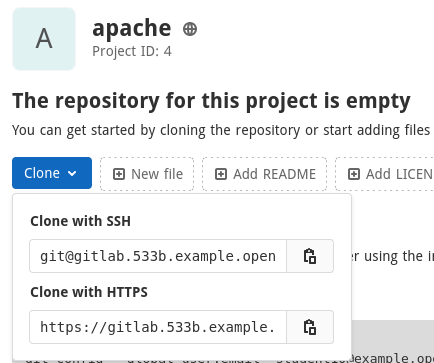 A
apache
Project ID: 4
The repository for this project is empty
You can get started by cloning the repository or start adding files
Clone
New file
Add README
Add LICEN
Clone with SSH
git@gitlab.533b.example.open
er using the in
Clone with HTTPS
https://gitlab.533b.example.